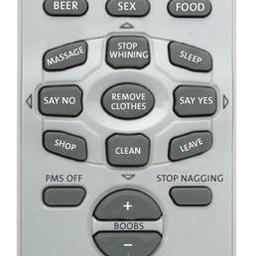 BEER SEX FOOD
MASSAGE STOP WHINING SLEEP
SAY NO REMOVE CLOTHES SAY YES
SHOP CLEAN LEAVE
PMS OFF STOP NAGGING
+
BOOBS
−